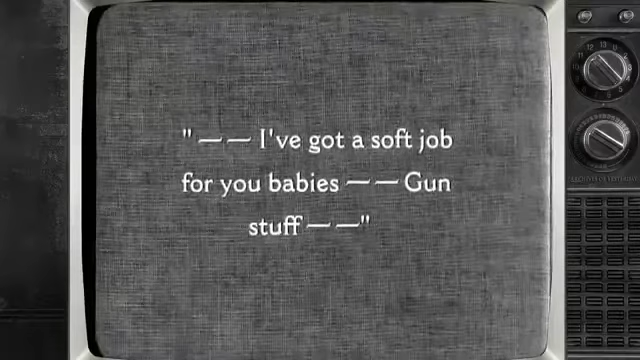 " — — I've got a soft job
for you babies — — Gun
stuff — —"